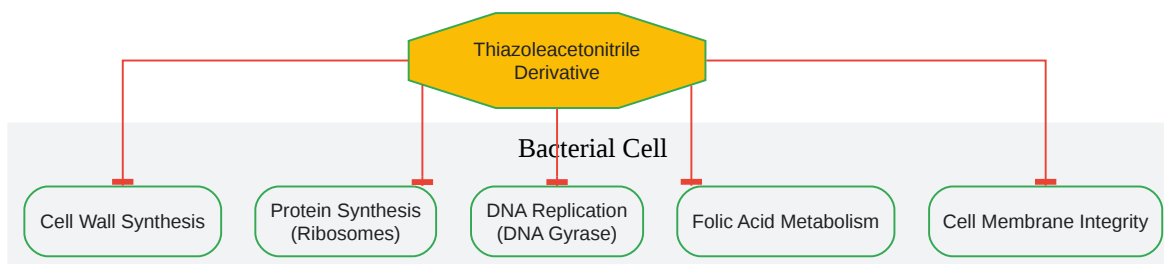 Thiazoleacetonitrile
Derivative
Bacterial Cell
Cell Wall Synthesis
Protein Synthesis
(Ribosomes)
DNA Replication
(DNA Gyrase)
Folic Acid Metabolism
Cell Membrane Integrity